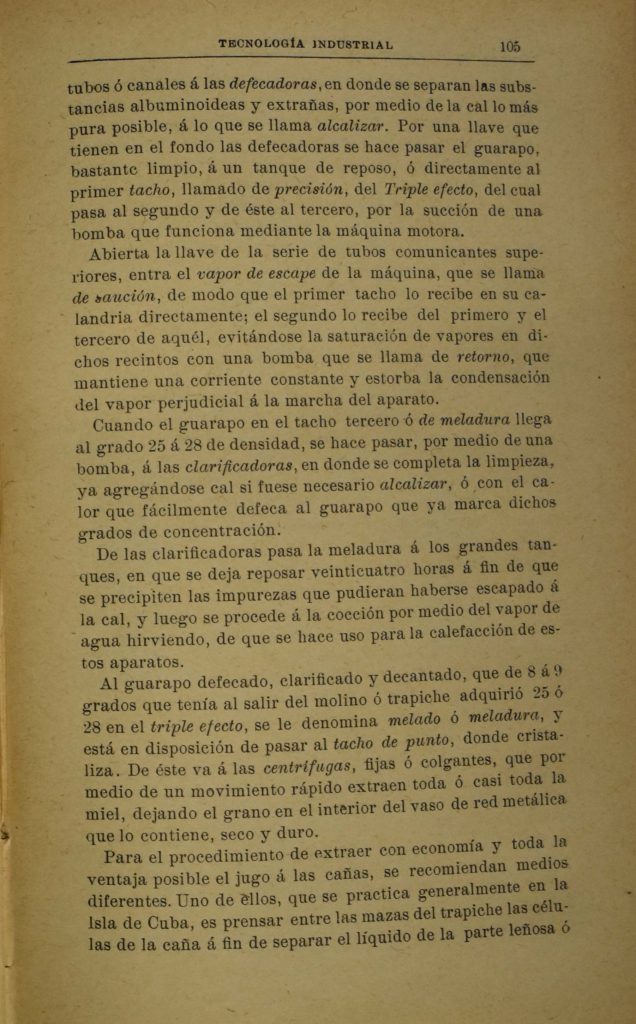 TECNOLOGÍA INDUSTRIAL 105
tubos ó canales á las defecadoras, en donde se separan las subs-
tancias albuminoideas y extrañas, por medio de la cal lo más
pura posible, á lo que se llama alcalizar. Por una llave que
tienen en el fondo las defecadoras se hace pasar el guarapo,
bastante limpio, á un tanque de reposo, ó directamente al
primer tacho, llamado de precisión, del Triple efecto, del cual
pasa al segundo y de éste al tercero, por la succión de una
bomba que funciona mediante la máquina motora.
Abierta la llave de la serie de tubos comunicantes supe-
riores, entra el vapor de escape de la máquina, que se llama
de saución, de modo que el primer tacho lo recibe en su ca-
landria directamente; el segundo lo recibe del primero y el
tercero de aquél, evitándose la saturación de vapores en di-
chos recintos con una bomba que se llama de retorno, que
mantiene una corriente constante y estorba la condensación
del vapor perjudicial á la marcha del aparato.
Cuando el guarapo en el tacho tercero ó de meladura llega
al grado 25 á 28 de densidad, se hace pasar, por medio de una
bomba, á las clarificadoras, en donde se completa la limpieza,
ya agregándose cal si fuese necesario alcalizar, ó con el ca-
lor que fácilmente defeca al guarapo que ya marca dichos
grados de concentración.
De las clarificadoras pasa la meladura á los grandes tan-
ques, en que se deja reposar veinticuatro horas á fin de que
se precipiten las impurezas que pudieran haberse escapado á
la cal, y luego se procede á la cocción por medio del vapor de
agua hirviendo, de que se hace uso para la calefacción de es-
tos aparatos.
Al guarapo defecado, clarificado y decantado, que de 8 á 9
grados que tenía al salir del molino ó trapiche adquirió 25 ó
28 en el triple efecto, se le denomina melado ó meladura, y
está en disposición de pasar al tacho de punto, donde crista-
liza. De éste va á las centrífugas, fijas ó colgantes, que por
medio de un movimiento rápido extraen toda ó casi toda la
miel, dejando el grano en el interior del vaso de red metálica
que lo contiene, seco y duro.
Para el procedimiento de extraer con economía y toda la
ventaja posible el jugo á las cañas, se recomiendan medios
diferentes. Uno de ellos, que se practica generalmente en la
Isla de Cuba, es prensar entre las mazas del trapiche las célu-
las de la caña á fin de separar el líquido de la parte leñosa ó